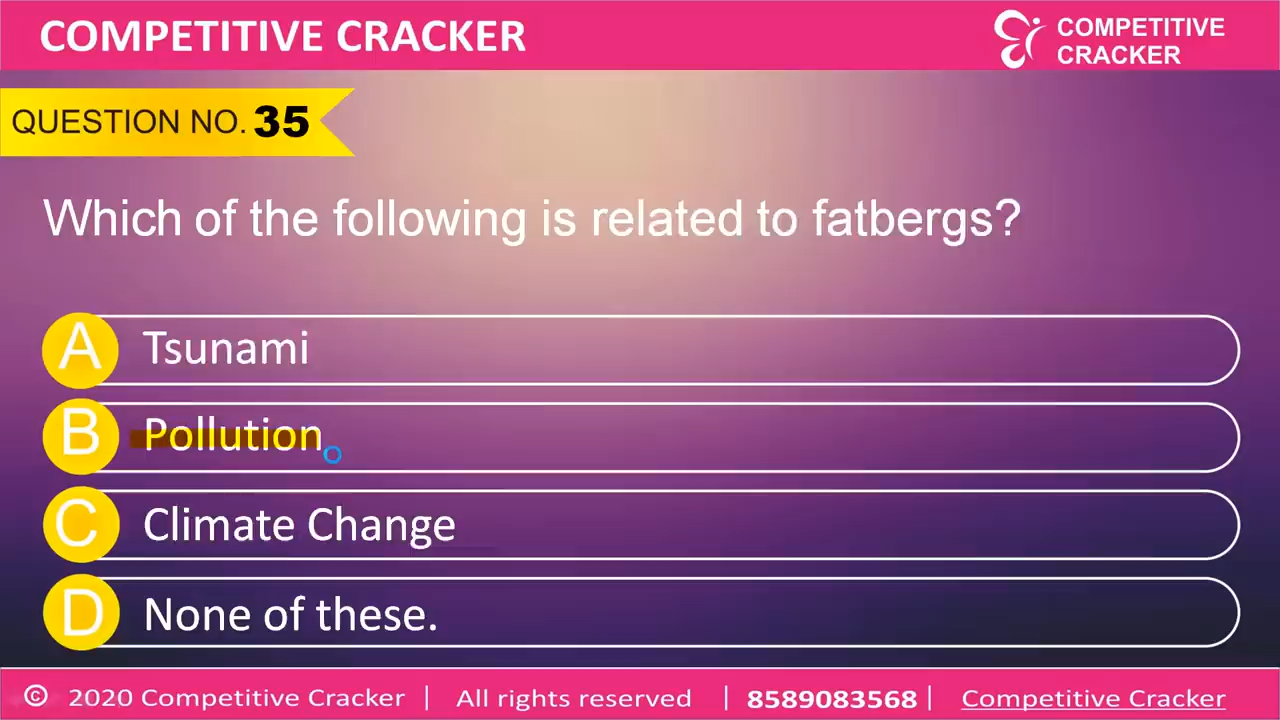 COMPETITIVE CRACKER
COMPETITIVE
CRACKER
QUESTION NO. 35
Which of the following is related to fatbergs?
A Tsunami
B Pollution
C Climate Change
D None of these.
© 2020 Competitive Cracker | All rights reserved | 8589083568 | Competitive Cracker